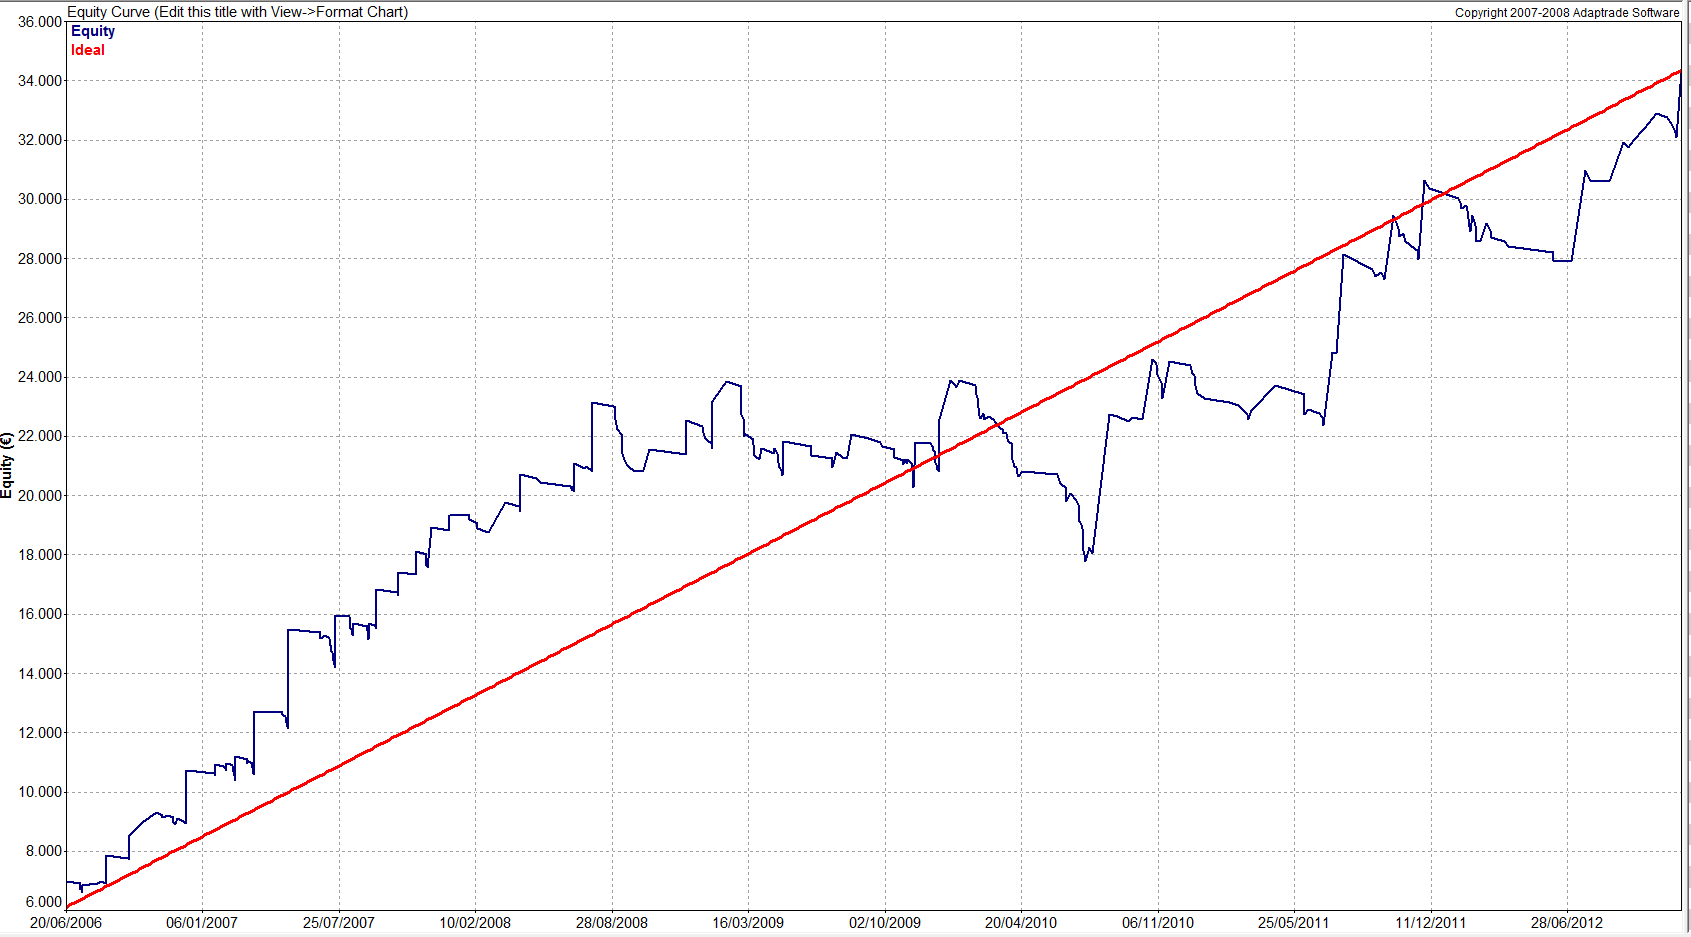 Equity Curve (Edit this title with View->Format Chart)
Copyright 2007-2008 Adaptrade Software
Equity
Ideal
Equity (€)
36.000
34.000
32.000
30.000
28.000
26.000
24.000
22.000
20.000
18.000
16.000
14.000
12.000
10.000
8.000
6.000
20/06/2006 06/01/2007 25/07/2007 10/02/2008 28/08/2008 16/03/2009 02/10/2009 20/04/2010 06/11/2010 25/05/2011 11/12/2011 28/06/2012